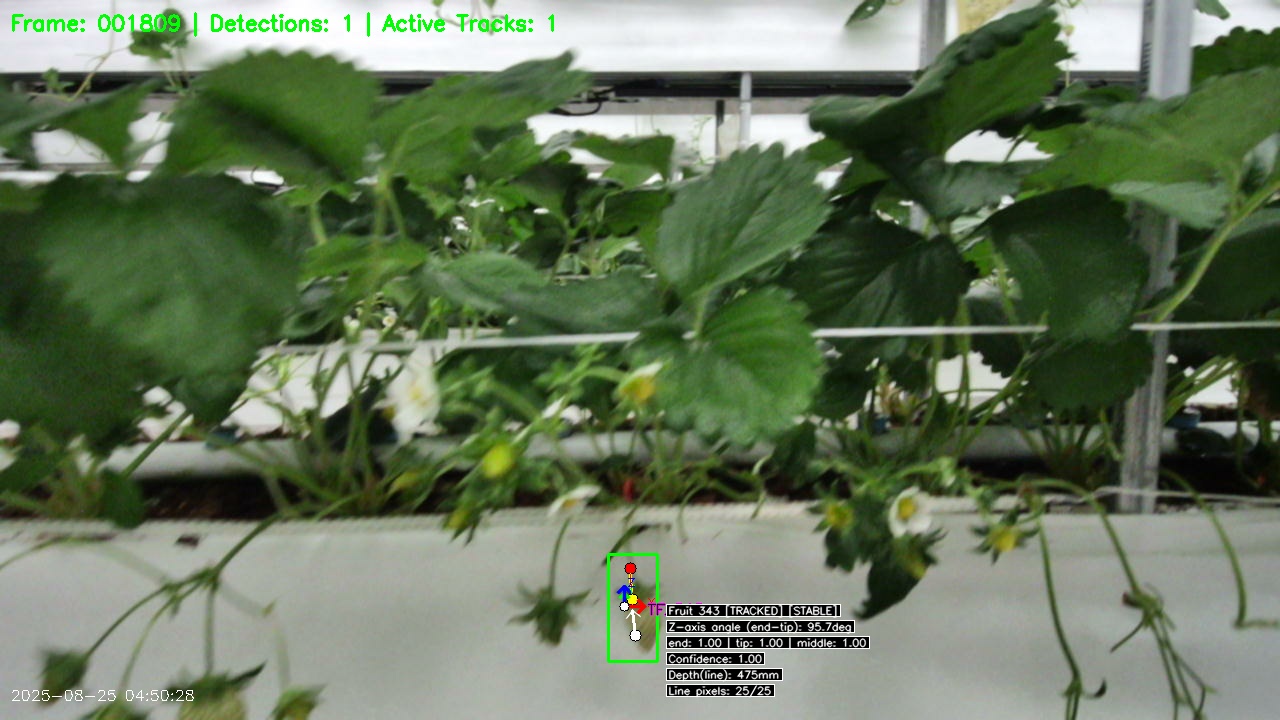 Frame: 001809 | Detections: 1 | Active Tracks: 1
TF
Fruit 343 [TRACKED] [STABLE]
Z-axis angle (end-tip): 95.7deg
end: 1.00 | tip: 1.00 | middle: 1.00
Confidence: 1.00
Depth(line): 475mm
Line pixels: 25/25
2025-08-25 04:50:28